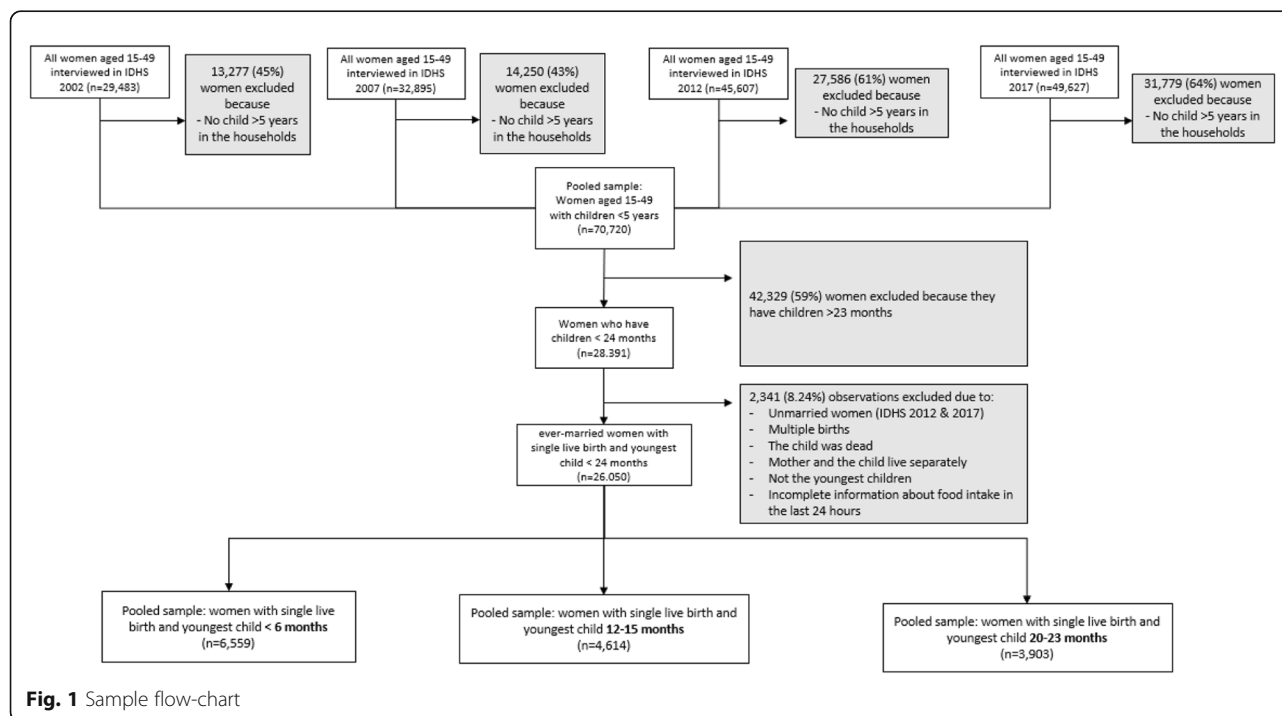 All women aged 15-49
interviewed in IDHS
2002 (n=29,483)
13,277 (45%)
women excluded
because
- No child >5 years
in the households
All women aged 15-49
interviewed in IDHS
2007 (n=32,895)
14,250 (43%)
women excluded
because
- No child >5 years
in the households
All women aged 15-49
interviewed in IDHS
2012 (n=45,607)
27,586 (61%) women
excluded because
- No child >5 years in
the households
All women aged 15-49
interviewed in IDHS
2017 (n=49,627)
31,779 (64%) women
excluded because
- No child >5 years in
the households
Pooled sample:
Women aged 15-49
with children <5 years
(n=70,720)
42,329 (59%) women excluded because they
have children >23 months
Women who have
children < 24 months
(n=28.391)
2,341 (8.24%) observations excluded due to:
- Unmarried women (IDHS 2012 & 2017)
- Multiple births
- The child was dead
- Mother and the child live separately
- Not the youngest children
- Incomplete information about food intake in
the last 24 hours
ever-married women with
single live birth and youngest
child < 24 months
(n=26.050)
Pooled sample: women with single live
birth and youngest child < 6 months
(n=6,559)
Pooled sample: women with single live birth and
youngest child 12-15 months
(n=4,614)
Pooled sample: women with single live birth and
youngest child 20-23 months
(n=3,903)
Fig. 1 Sample flow-chart